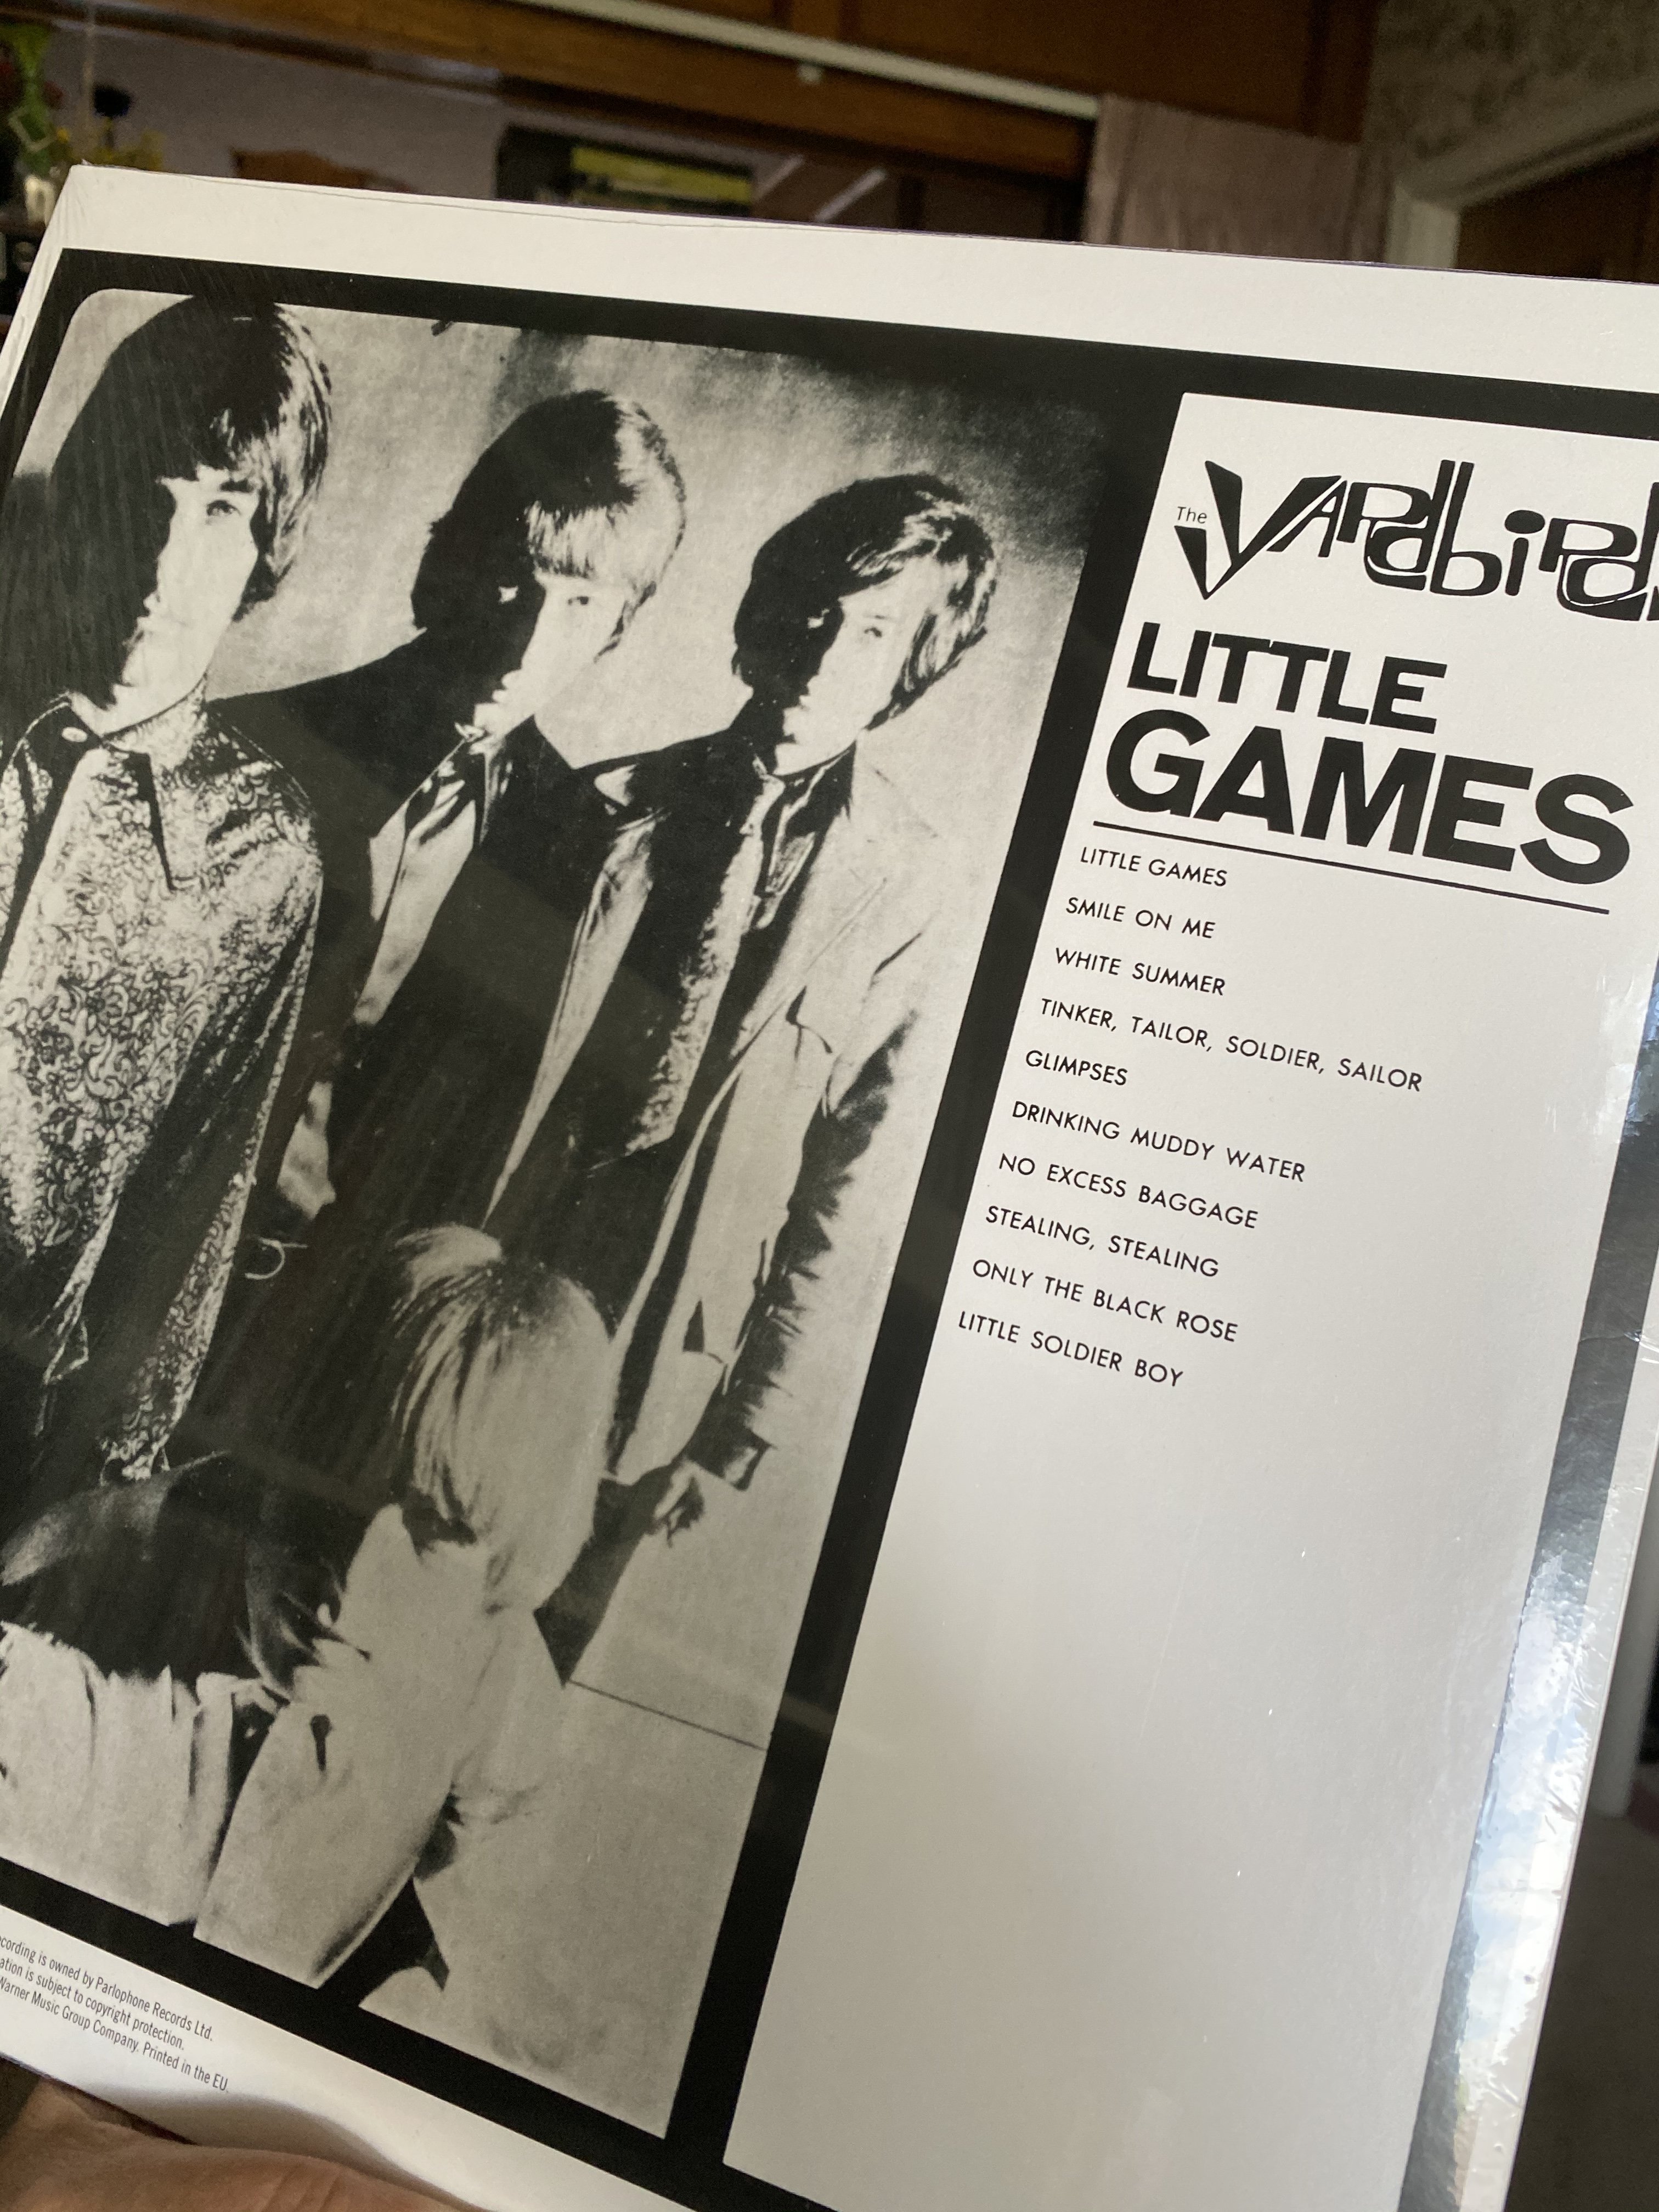 The Yardbirds
LITTLE
GAMES
LITTLE GAMES
SMILE ON ME
WHITE SUMMER
TINKER, TAILOR, SOLDIER, SAILOR
GLIMPSES
DRINKING MUDDY WATER
NO EXCESS BAGGAGE
STEALING, STEALING
ONLY THE BLACK ROSE
LITTLE SOLDIER BOY
is owned by Parlophone Records Ltd.
is subject to copyright protection.
Warner Music Group Company. Printed in the EU.